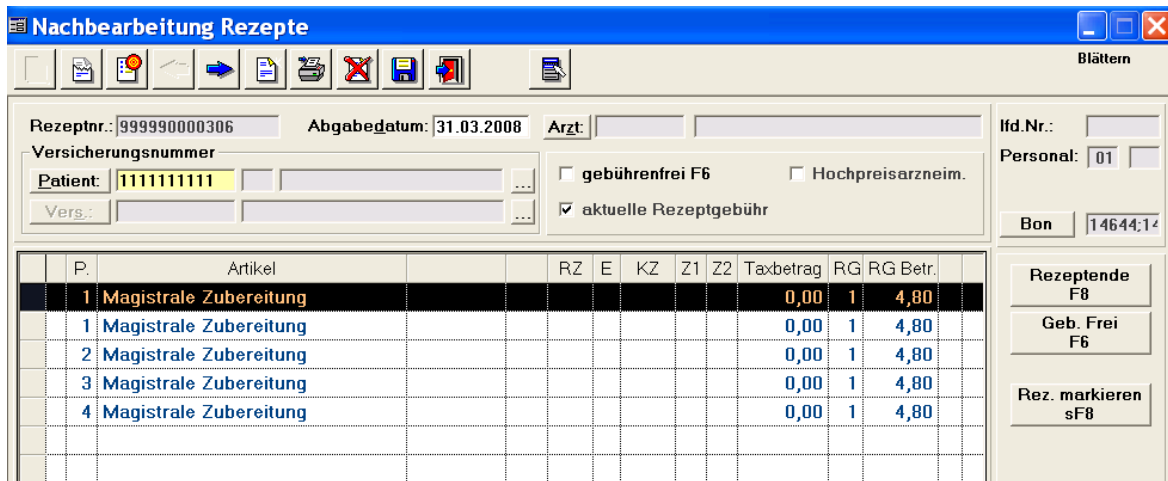 Nachbearbeitung Rezepte
Blättern
Rezeptnr.: 999990000306 Abgabedatum: 31.03.2008 Arzt: lfd.Nr.:
Versicherungsnummer
Personal: 01
Patient: 1111111111 ... gebührenfrei F6 Hochpreisarzneim.
Vers.: ... aktuelle Rezeptgebühr
Bon 14644;14
P. Artikel RZ E KZ Z1 Z2 Taxbetrag RG RG Betr.
1 Magistrale Zubereitung 0,00 1 4,80
1 Magistrale Zubereitung 0,00 1 4,80
2 Magistrale Zubereitung 0,00 1 4,80
3 Magistrale Zubereitung 0,00 1 4,80
4 Magistrale Zubereitung 0,00 1 4,80
Rezeptende
F8
Geb. Frei
F6
Rez. markieren
sF8